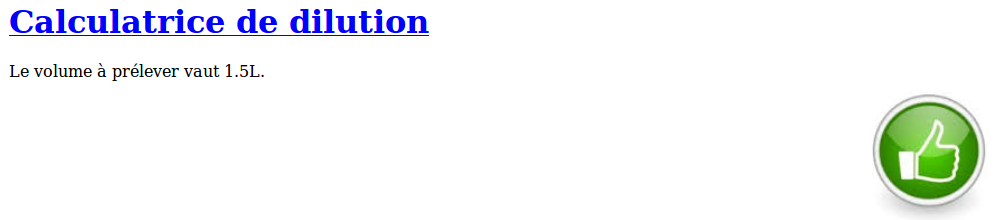 Calculatrice de dilution
Le volume à prélever vaut 1.5L.